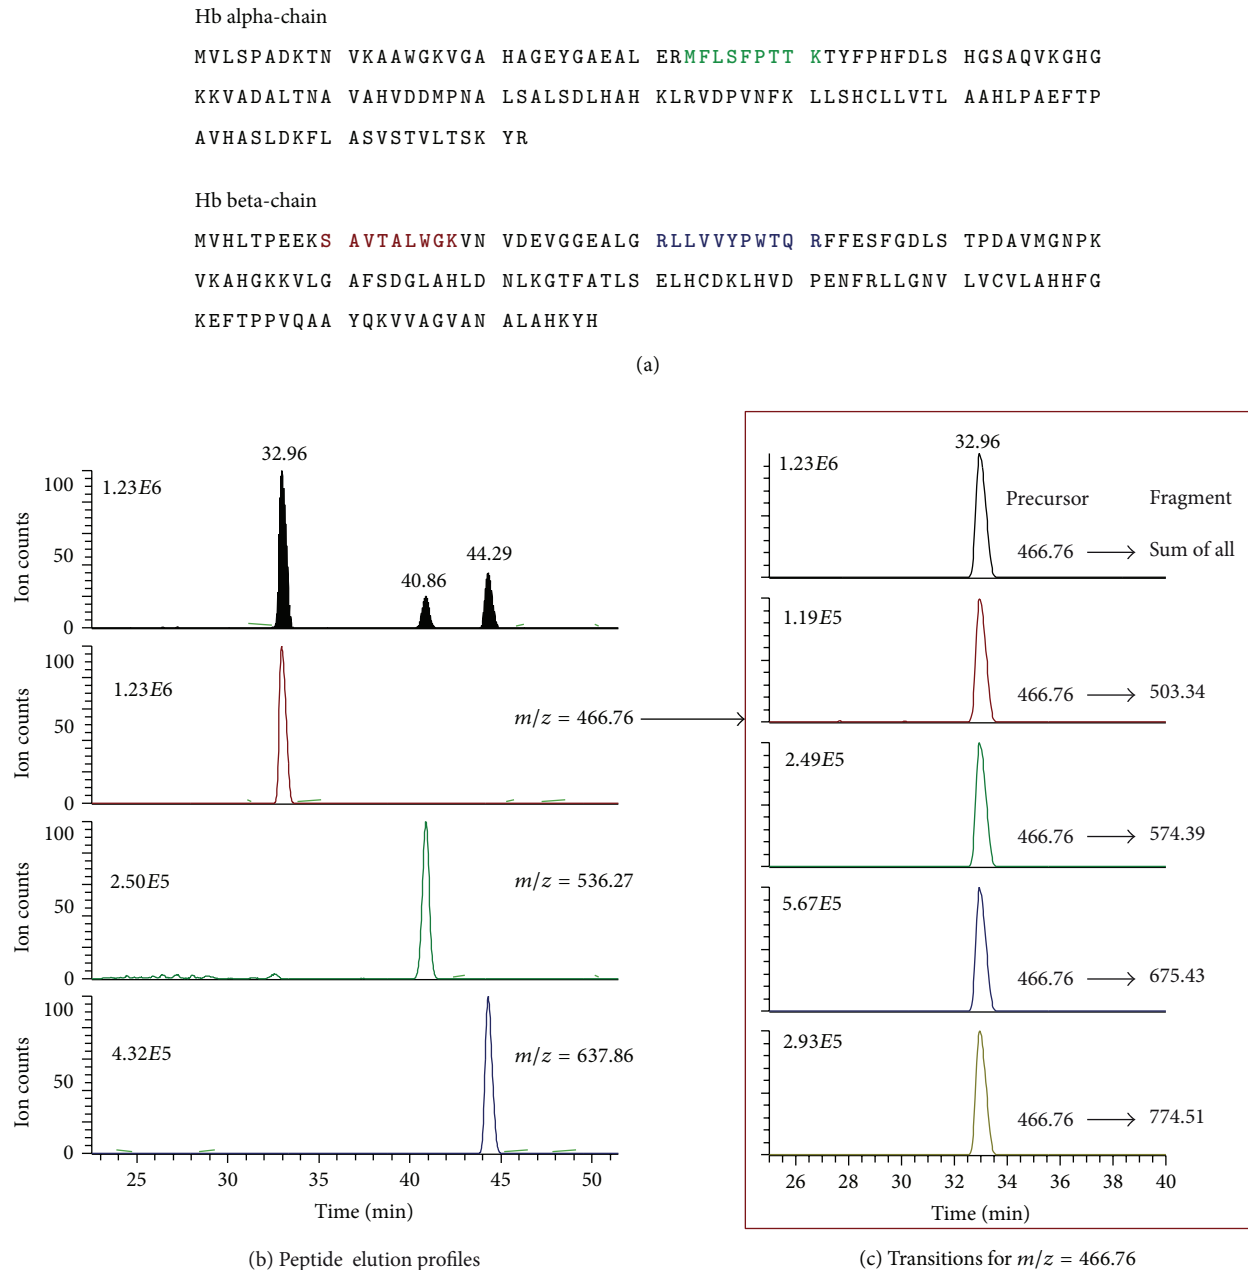 Hb alpha-chain
MVLSPADKTN VKAAWGKVGA HAGEYGAEAL ERMFLSFPTT KTYFPHFDLS HGSAQVKGHG
KKVADALTNA VAHVDDMPNA LSALSDLHAH KLRVDPVNFK LLSHCLLVTL AAHLPAEFTP
AVHASLDKFL ASVSTVLTSK YR
Hb beta-chain
MVHLTPEEKS AVTALWGKVN VDEVGGEALG RLLVVYPWTQ RFFESFGDLS TPDAVMGNPK
VKAHGKKVLG AFSDGLAHLD NLKGTFATLS ELHCDKLHVD PENFRLLGNV LVCVLAHHFG
KEFTPPVQAA YQKVVAGVAN ALAHKYH
(a)
32.96
100
1.23E6
Ion counts
50
44.29
40.86
0
100
1.23E6
Ion counts
50
m/z = 466.76
0
100
2.50E5
Ion counts
50
m/z = 536.27
0
100
4.32E5
Ion counts
50
m/z = 637.86
0
25 30 35 40 45 50
Time (min)
(b) Peptide elution profiles
32.96
1.23E6
Precursor Fragment
466.76 → Sum of all
1.19E5
466.76 → 503.34
2.49E5
466.76 → 574.39
5.67E5
466.76 → 675.43
2.93E5
466.76 → 774.51
26 28 30 32 34 36 38 40
Time (min)
(c) Transitions for m/z = 466.76